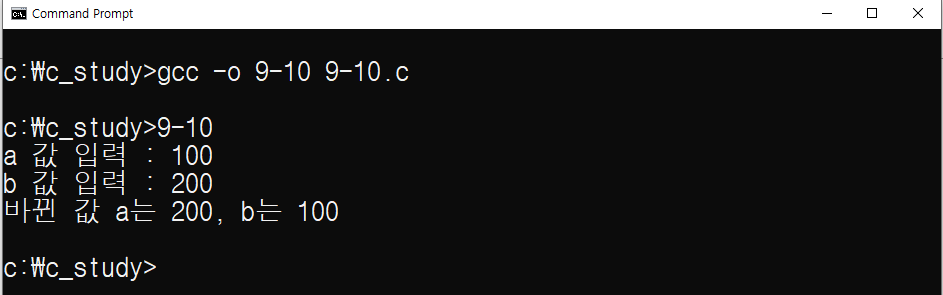 Command Prompt
c:₩c_study>gcc -o 9-10 9-10.c
c:₩c_study>9-10
a 값 입력 : 100
b 값 입력 : 200
바뀐 값 a는 200, b는 100
c:₩c_study>